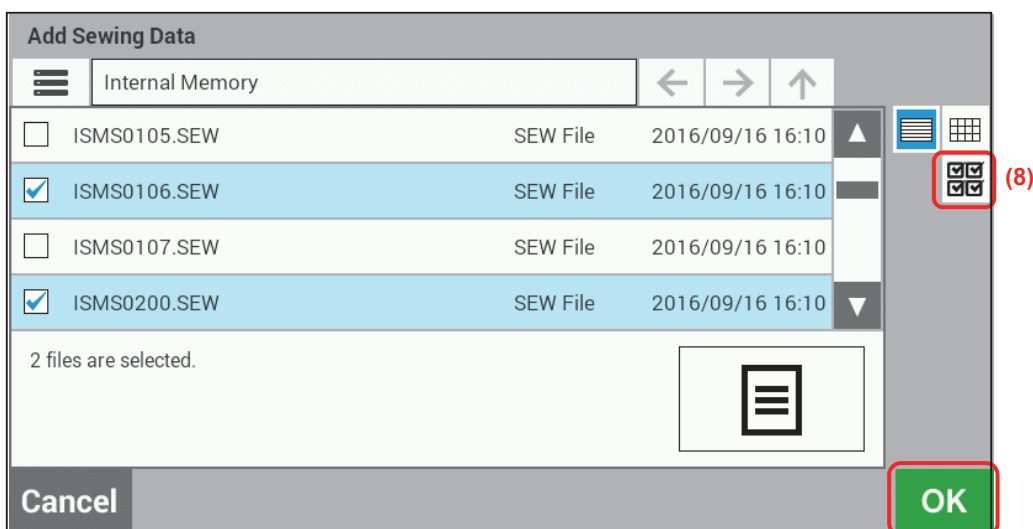 Add Sewing Data
Internal Memory
ISMS0105.SEW SEW File 2016/09/16 16:10
ISMS0106.SEW SEW File 2016/09/16 16:10
(8)
ISMS0107.SEW SEW File 2016/09/16 16:10
ISMS0200.SEW SEW File 2016/09/16 16:10
2 files are selected.
Cancel OK